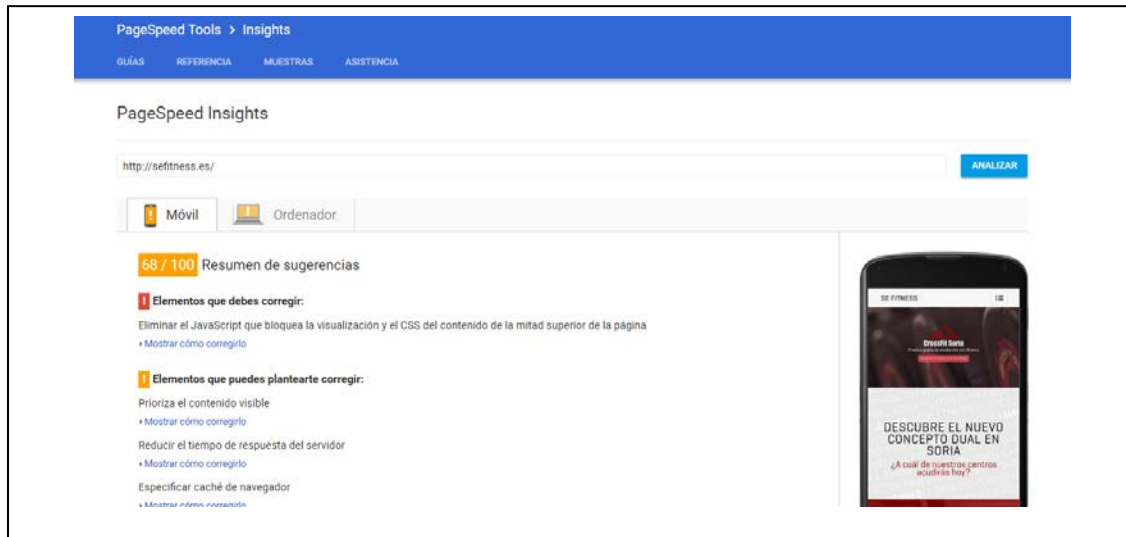 PageSpeed Tools > Insights
GUÍAS REFERENCIA MUESTRAS ASISTENCIA
PageSpeed Insights
http://sefitness.es/ ANALIZAR
Móvil Ordenador
68 / 100 Resumen de sugerencias
! Elementos que debes corregir:
Eliminar el JavaScript que bloquea la visualización y el CSS del contenido de la mitad superior de la página
Mostrar cómo corregirlo
! Elementos que puedes plantearte corregir:
Prioriza el contenido visible
Mostrar cómo corregirlo
Reducir el tiempo de respuesta del servidor
Mostrar cómo corregirlo
Especificar caché de navegador
Mostrar cómo corregirlo
SE FITNESS
CrossFit Soria
DESCUBRE EL NUEVO
CONCEPTO DUAL EN
SORIA
¿A cuál de nuestros centros
acudirás hoy?